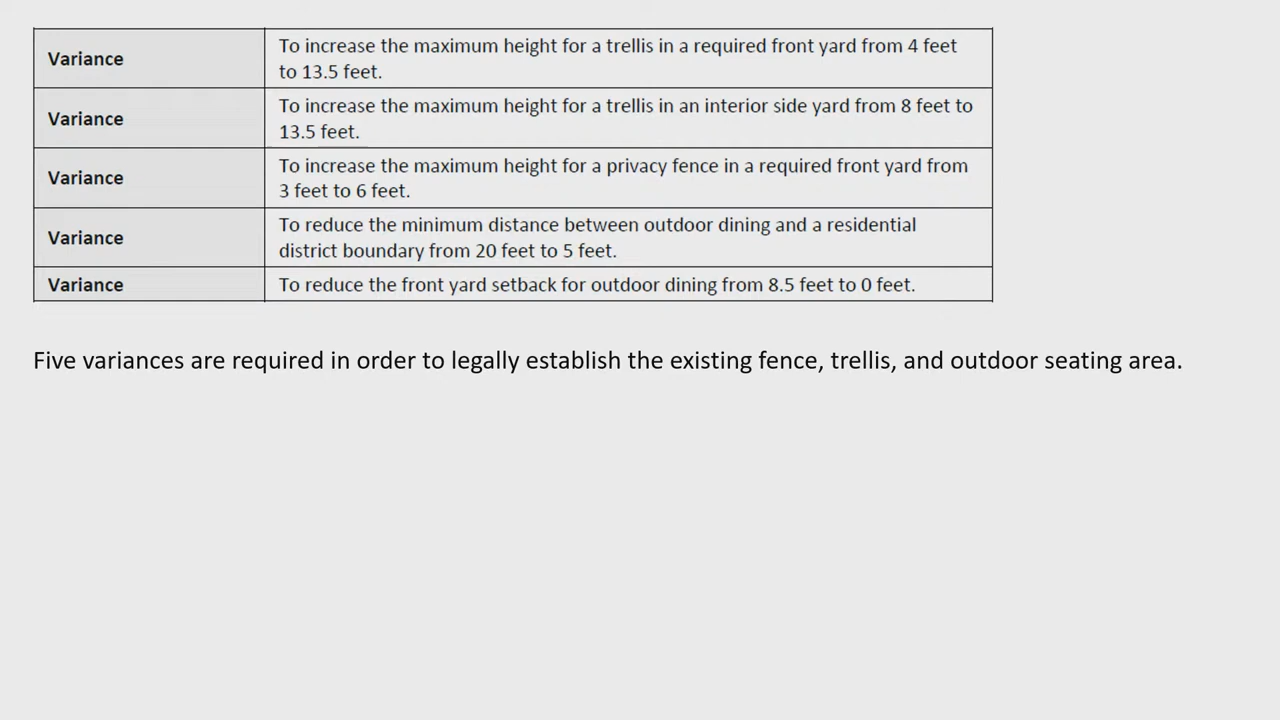 Variance
To increase the maximum height for a trellis in a required front yard from 4 feet
to 13.5 feet.
Variance
To increase the maximum height for a trellis in an interior side yard from 8 feet to
13.5 feet.
Variance
To increase the maximum height for a privacy fence in a required front yard from
3 feet to 6 feet.
Variance
To reduce the minimum distance between outdoor dining and a residential
district boundary from 20 feet to 5 feet.
Variance
To reduce the front yard setback for outdoor dining from 8.5 feet to 0 feet.
Five variances are required in order to legally establish the existing fence, trellis, and outdoor seating area.